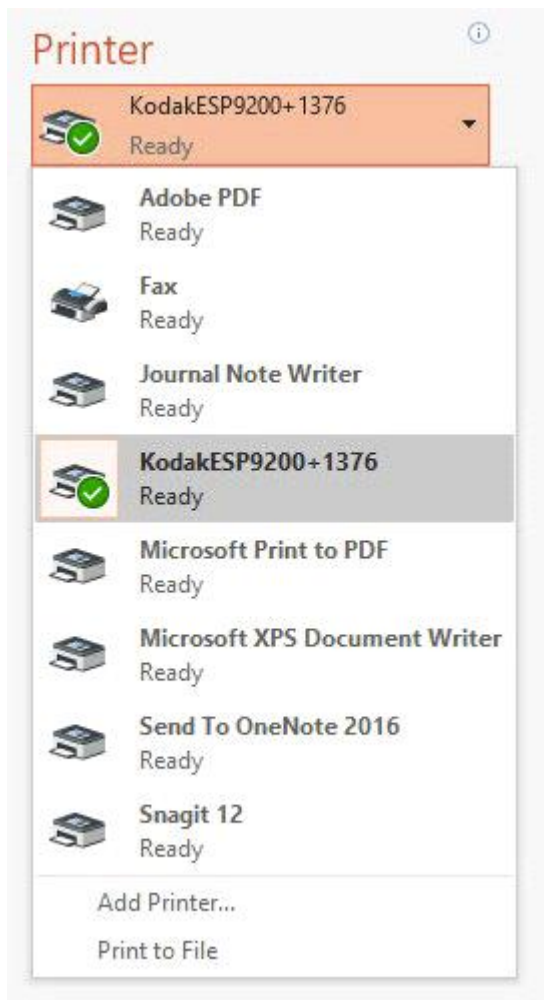 Printer
KodakESP9200+1376
Ready
Adobe PDF
Ready
Fax
Ready
Journal Note Writer
Ready
KodakESP9200+1376
Ready
Microsoft Print to PDF
Ready
Microsoft XPS Document Writer
Ready
Send To OneNote 2016
Ready
Snagit 12
Ready
Add Printer...
Print to File